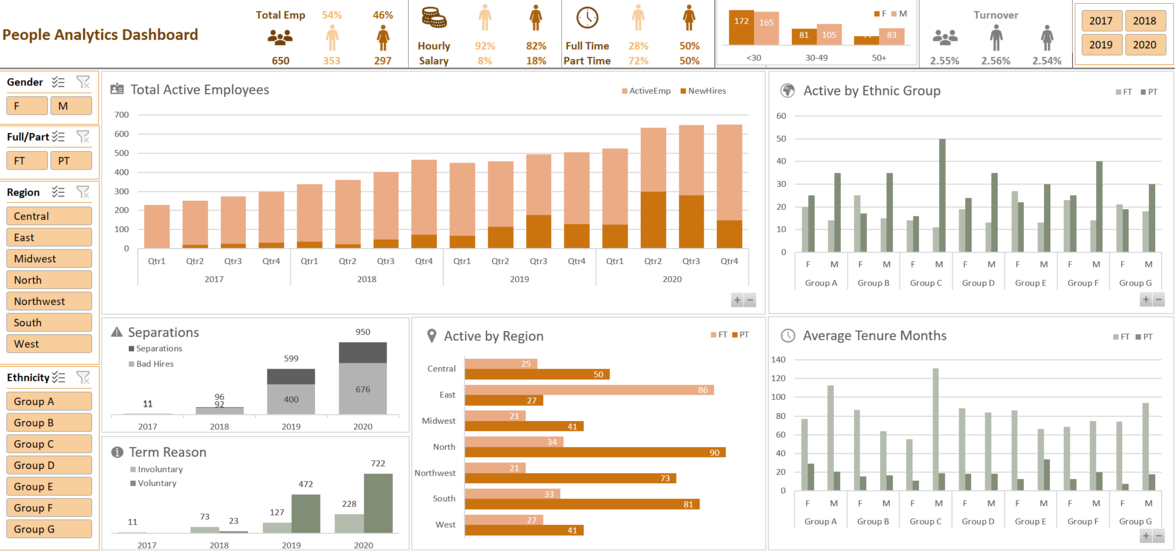 People Analytics Dashboard
Total Emp 54% 46%
650 353 297
Hourly 92% 82%
Salary 8% 18%
Full Time 28% 50%
Part Time 72% 50%
F M
172 165 81 105 83
<30 30-49 50+
Turnover
2.55% 2.56% 2.54%
2017 2018
2019 2020
Gender
F M
Full/Part
FT PT
Region
Central
East
Midwest
North
Northwest
South
West
Ethnicity
Group A
Group B
Group C
Group D
Group E
Group F
Group G
Total Active Employees
ActiveEmp NewHires
700
600
500
400
300
200
100
0
Qtr1 Qtr2 Qtr3 Qtr4 Qtr1 Qtr2 Qtr3 Qtr4 Qtr1 Qtr2 Qtr3 Qtr4 Qtr1 Qtr2 Qtr3 Qtr4
2017 2018 2019 2020
+ −
Active by Ethnic Group
FT PT
60
50
40
30
20
10
0
F M F M F M F M F M F M F M
Group A Group B Group C Group D Group E Group F Group G
+ −
Separations
Separations
Bad Hires
11
96
92
599
400
950
676
2017 2018 2019 2020
Term Reason
Involuntary
Voluntary
11 73 23 127 472 228 722
2017 2018 2019 2020
Active by Region
FT PT
Central 25
50
East 86
27
Midwest 21
41
North 34
90
Northwest 21
73
South 33
81
West 27
41
Average Tenure Months
FT PT
140
120
100
80
60
40
20
0
F M F M F M F M F M F M F M
Group A Group B Group C Group D Group E Group F Group G
+ −